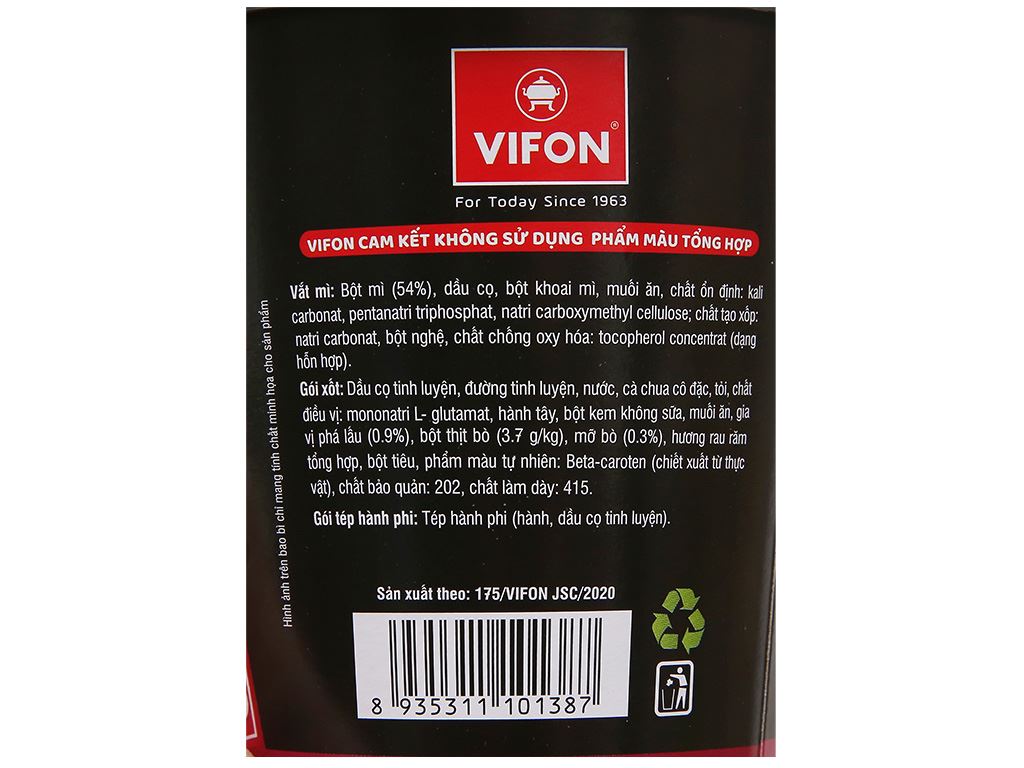 VIFON
®
For Today Since 1963
VIFON CAM KẾT KHÔNG SỬ DỤNG PHẨM MÀU TỔNG HỢP
Vắt mì: Bột mì (54%), dầu cọ, bột khoai mì, muối ăn, chất ổn định: kali
carbonat, pentanatri triphosphat, natri carboxymethyl cellulose; chất tạo xốp:
natri carbonat, bột nghệ, chất chống oxy hóa: tocopherol concentrat (dạng
hỗn hợp).
Gói xốt: Dầu cọ tinh luyện, đường tinh luyện, nước, cà chua cô đặc, tỏi, chất
điều vị: mononatri L- glutamat, hành tây, bột kem không sữa, muối ăn, gia
vị phá lấu (0.9%), bột thịt bò (3.7 g/kg), mỡ bò (0.3%), hương rau răm
tổng hợp, bột tiêu, phẩm màu tự nhiên: Beta-caroten (chiết xuất từ thực
vật), chất bảo quản: 202, chất làm dày: 415.
Gói tép hành phi: Tép hành phi (hành, dầu cọ tinh luyện).
Hình ảnh trên bao bì chỉ mang tính chất minh họa cho sản phẩm
Sản xuất theo: 175/VIFON JSC/2020
8 935311 101387